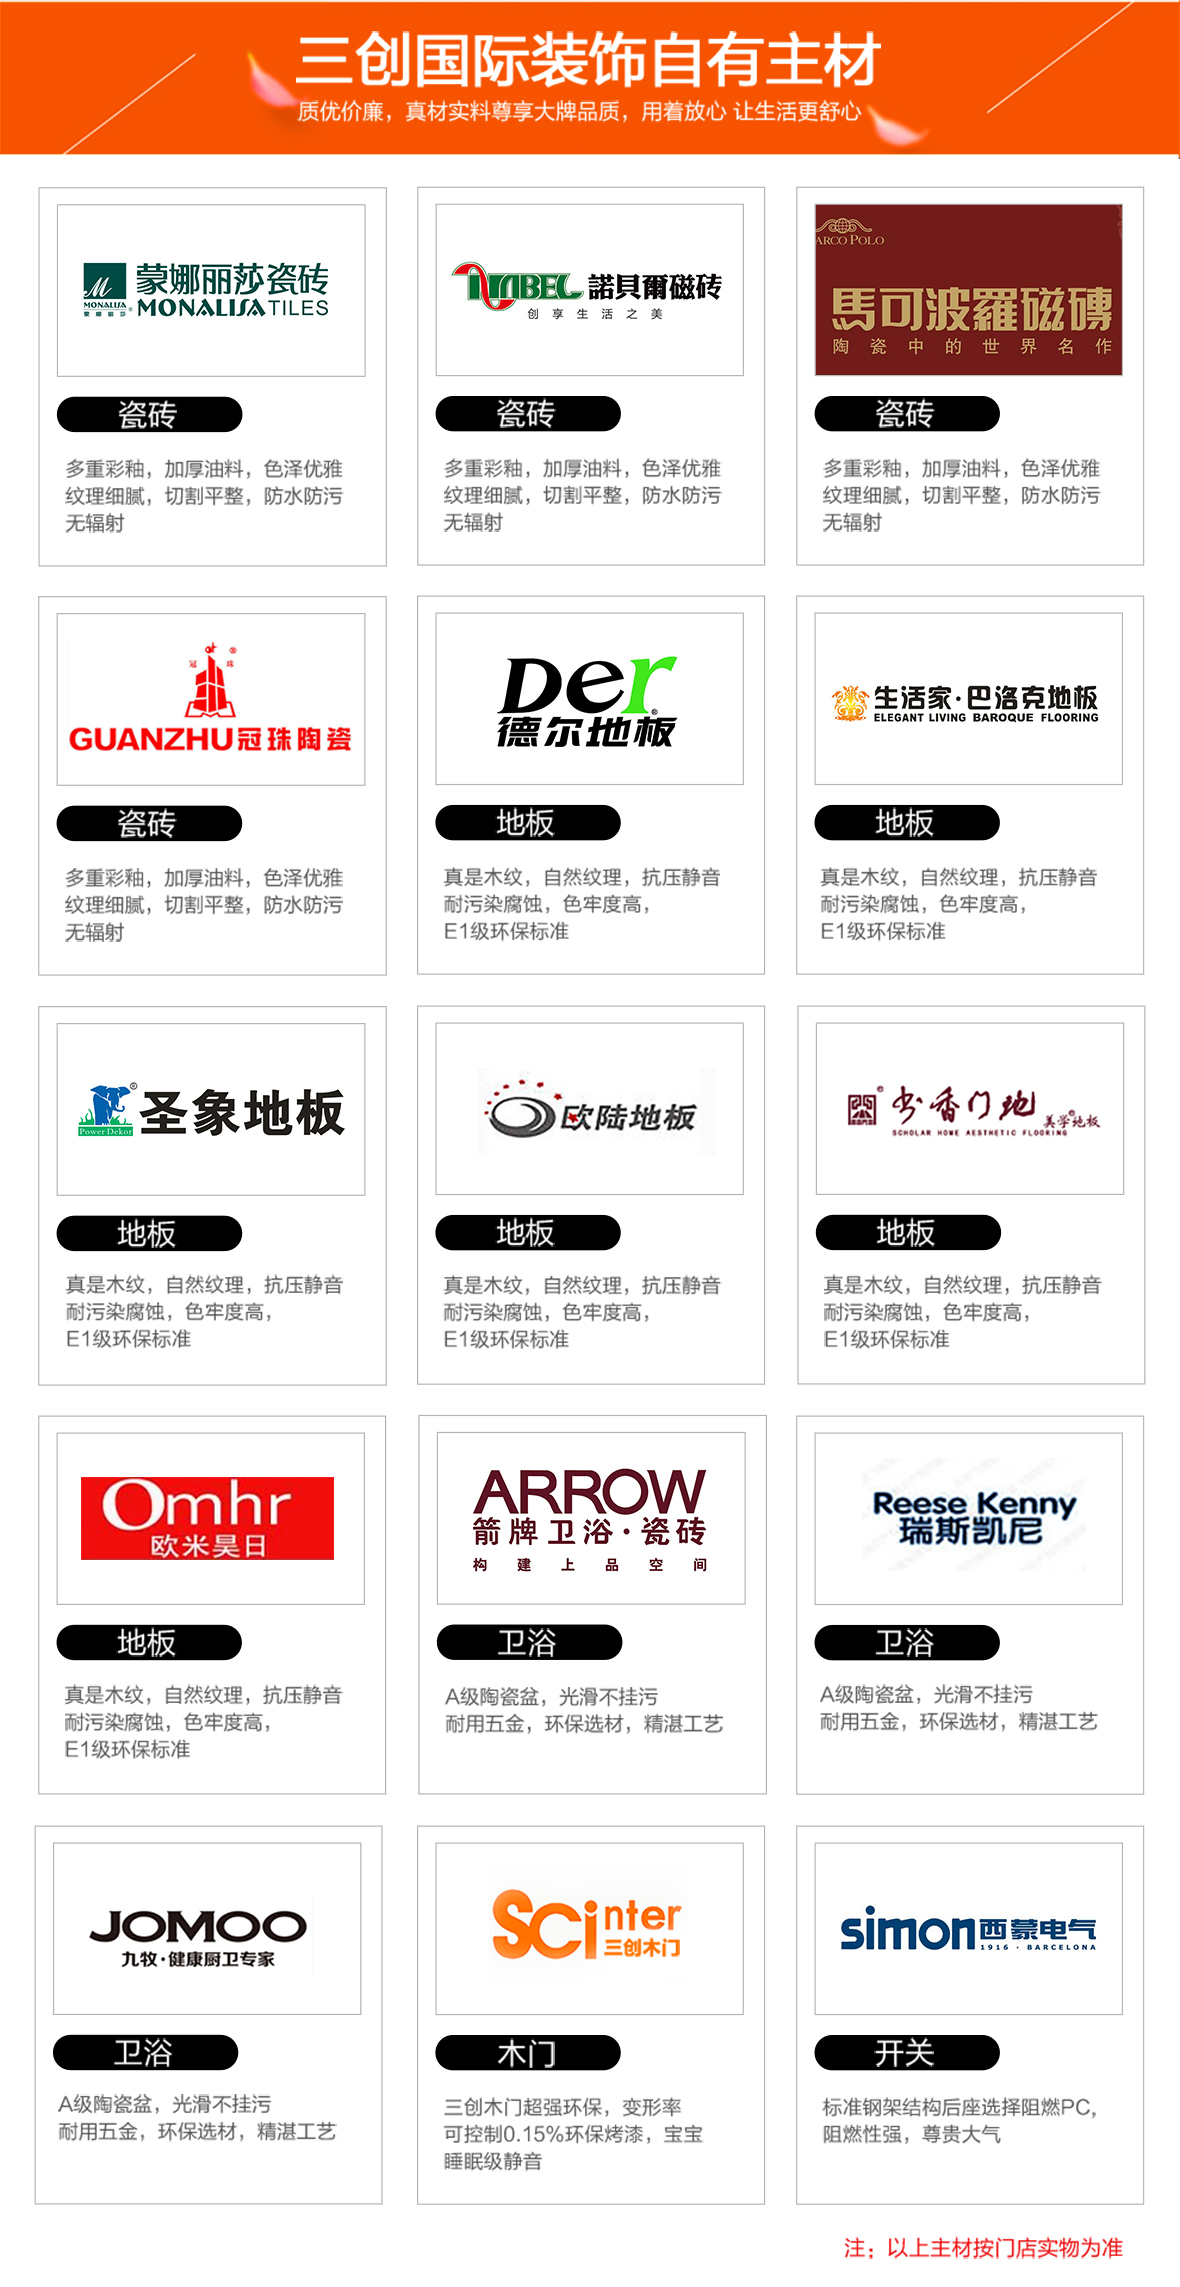 三创国际装饰自有主材
质优价廉，真材实料尊享大牌品质，用着放心 让生活更舒心
蒙娜丽莎瓷砖
MONALISA TILES
M
MONALISA
蒙娜丽莎®
NABEL 諾貝爾磁砖
创享生活之美
ARCO POLO
馬可波羅磁磚
陶瓷中的世界名作
瓷砖
多重彩釉，加厚油料，色泽优雅
纹理细腻，切割平整，防水防污
无辐射
瓷砖
多重彩釉，加厚油料，色泽优雅
纹理细腻，切割平整，防水防污
无辐射
瓷砖
多重彩釉，加厚油料，色泽优雅
纹理细腻，切割平整，防水防污
无辐射
冠珠®
GUANZHU冠珠陶瓷
Der®
德尔地板
生活家·巴洛克地板
ELEGANT LIVING BAROQUE FLOORING
瓷砖
多重彩釉，加厚油料，色泽优雅
纹理细腻，切割平整，防水防污
无辐射
地板
真是木纹，自然纹理，抗压静音
耐污染腐蚀，色牢度高，
E1级环保标准
地板
真是木纹，自然纹理，抗压静音
耐污染腐蚀，色牢度高，
E1级环保标准
Power Dekor
®
圣象地板
欧陆地板
书香门地
美学地板
SCHOLAR HOME AESTHETIC FLOORING
地板
真是木纹，自然纹理，抗压静音
耐污染腐蚀，色牢度高，
E1级环保标准
地板
真是木纹，自然纹理，抗压静音
耐污染腐蚀，色牢度高，
E1级环保标准
地板
真是木纹，自然纹理，抗压静音
耐污染腐蚀，色牢度高，
E1级环保标准
Omhr
欧米昊日
ARROW
箭牌卫浴·瓷砖
构建上品空间
Reese Kenny
瑞斯凯尼
地板
真是木纹，自然纹理，抗压静音
耐污染腐蚀，色牢度高，
E1级环保标准
卫浴
A级陶瓷盆，光滑不挂污
耐用五金，环保选材，精湛工艺
卫浴
A级陶瓷盆，光滑不挂污
耐用五金，环保选材，精湛工艺
JOMOO
九牧·健康厨卫专家
SCinter
三创木门
simon西蒙电气
1916 · BARCELONA
卫浴
A级陶瓷盆，光滑不挂污
耐用五金，环保选材，精湛工艺
木门
三创木门超强环保，变形率
可控制0.15%环保烤漆，宝宝
睡眠级静音
开关
标准钢架结构后座选择阻燃PC，
阻燃性强，尊贵大气
注：以上主材按门店实物为准